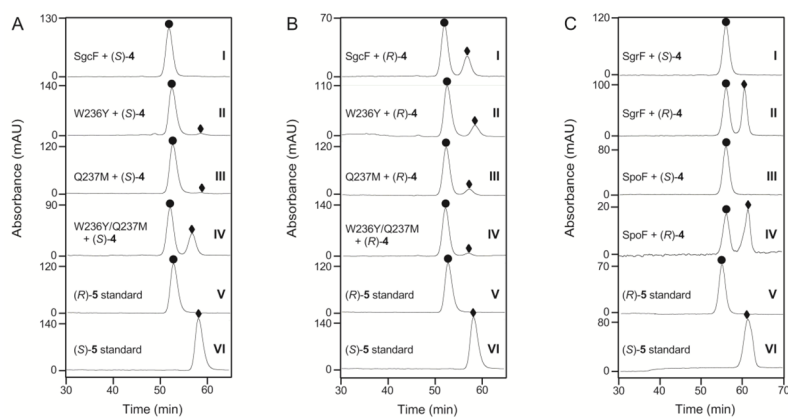 A
130
SgcF + (S)-4
I
0
140
W236Y + (S)-4
II
0
120
Q237M + (S)-4
III
0
90
W236Y/Q237M
+ (S)-4
IV
0
120
(R)-5 standard
V
0
140
(S)-5 standard
VI
0
30 40 50 60
Time (min)
Absorbance (mAU)
B
70
SgcF + (R)-4
I
0
110
W236Y + (R)-4
II
0
120
Q237M + (R)-4
III
0
140
W236Y/Q237M
+ (R)-4
IV
0
120
(R)-5 standard
V
0
140
(S)-5 standard
VI
0
30 40 50 60
Time (min)
Absorbance (mAU)
C
120
SgrF + (S)-4
I
0
100
SgrF + (R)-4
II
0
80
SpoF + (S)-4
III
0
20
SpoF + (R)-4
IV
0
70
(R)-5 standard
V
0
80
(S)-5 standard
VI
0
30 40 50 60 70
Time (min)
Absorbance (mAU)